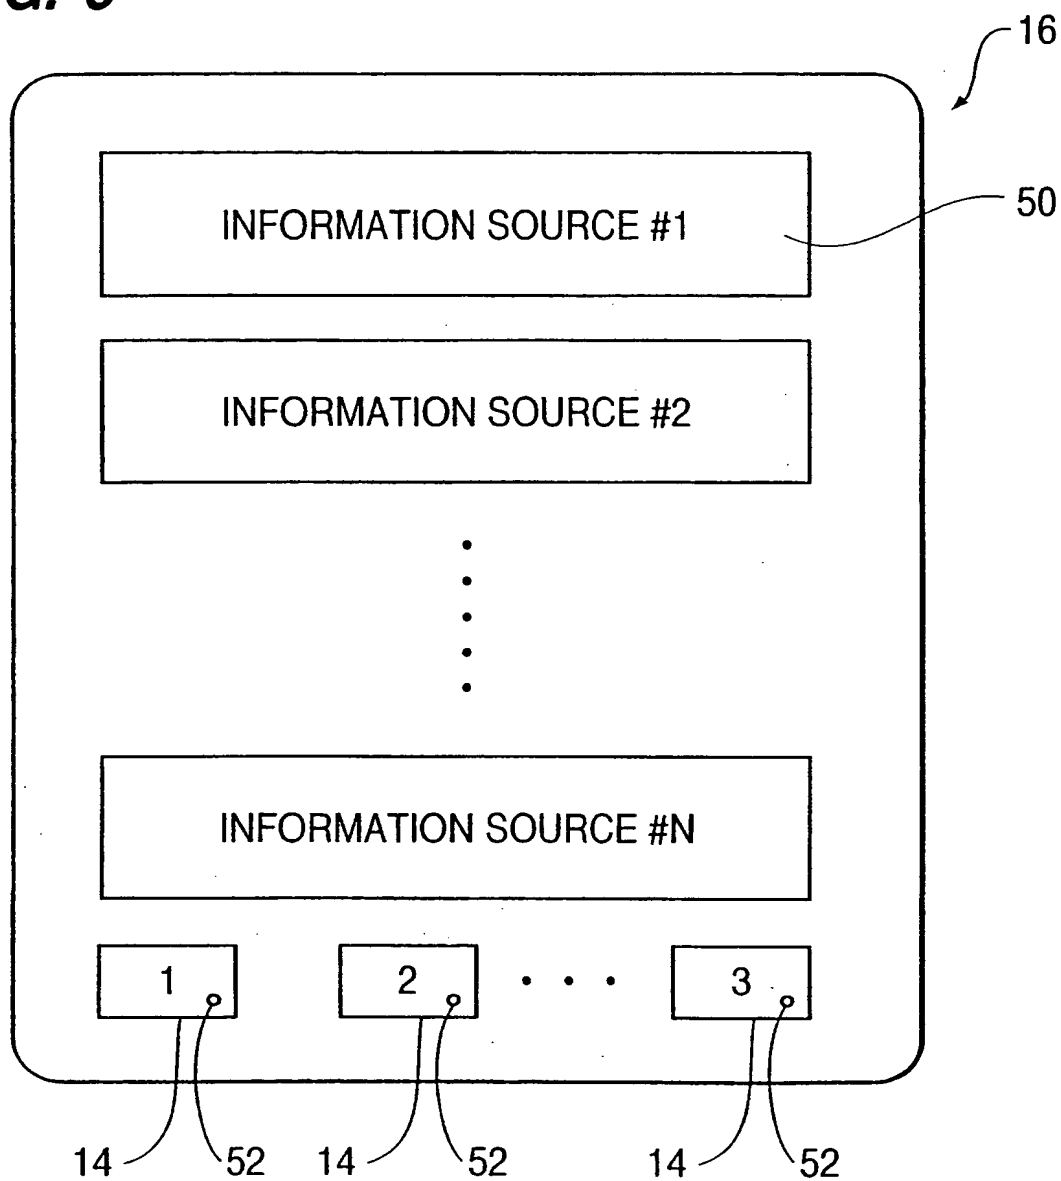 16
INFORMATION SOURCE #1
50
INFORMATION SOURCE #2
INFORMATION SOURCE #N
1 2 3
14 52 14 52 14 52